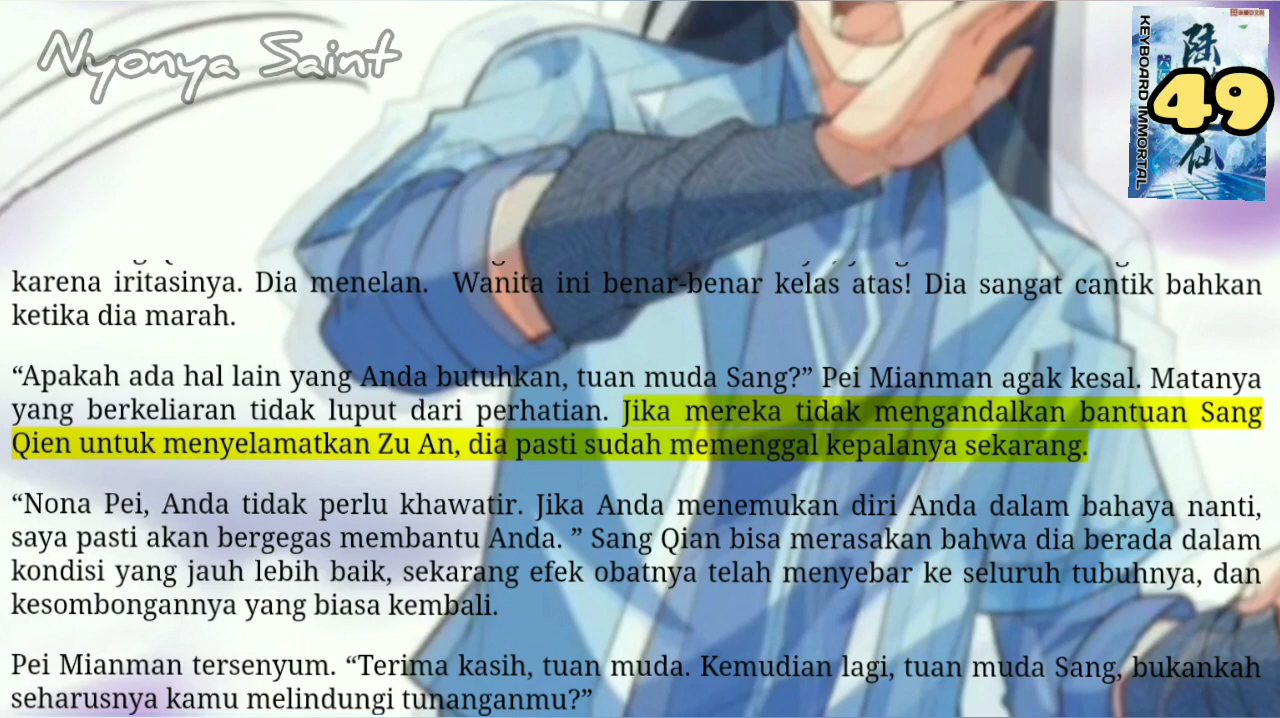 Nyonya Saint
KEYBOARD IMMORTAL
陆
仙
49
karena iritasinya. Dia menelan.  Wanita ini benar-benar kelas atas! Dia sangat cantik bahkan
ketika dia marah.
“Apakah ada hal lain yang Anda butuhkan, tuan muda Sang?” Pei Mianman agak kesal. Matanya
yang berkeliaran tidak luput dari perhatian. Jika mereka tidak mengandalkan bantuan Sang
Qien untuk menyelamatkan Zu An, dia pasti sudah memenggal kepalanya sekarang.
“Nona Pei, Anda tidak perlu khawatir. Jika Anda menemukan diri Anda dalam bahaya nanti,
saya pasti akan bergegas membantu Anda. ” Sang Qian bisa merasakan bahwa dia berada dalam
kondisi yang jauh lebih baik, sekarang efek obatnya telah menyebar ke seluruh tubuhnya, dan
kesombongannya yang biasa kembali.
Pei Mianman tersenyum. “Terima kasih, tuan muda. Kemudian lagi, tuan muda Sang, bukankah
seharusnya kamu melindungi tunanganmu?”